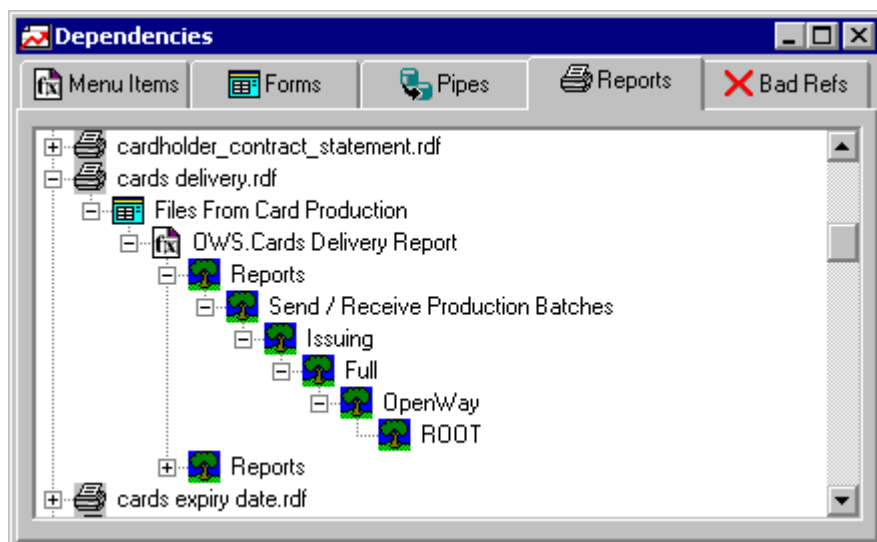 Dependencies
Menu Items Forms Pipes Reports Bad Refs
cardholder_contract_statement.rdf
cards delivery.rdf
Files From Card Production
OWS.Cards Delivery Report
Reports
Send / Receive Production Batches
Issuing
Full
OpenWay
ROOT
Reports
cards expiry date.rdf